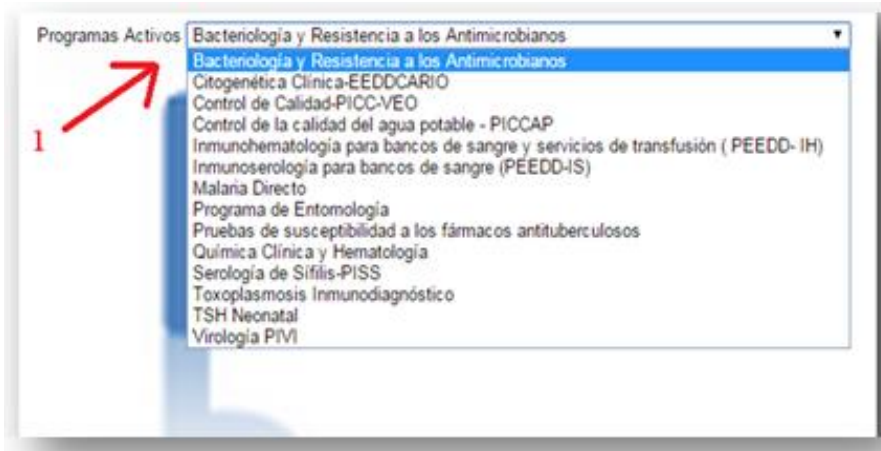 Programas Activos Bacteriología y Resistencia a los Antimicrobianos
Bacteriología y Resistencia a los Antimicrobianos
Citogenética Clínica-EEDDCARIO
Control de Calidad-PICC-VEO
Control de la calidad del agua potable - PICCAP
1
Inmunohematología para bancos de sangre y servicios de transfusión ( PEEDD- IH)
Inmunoserología para bancos de sangre (PEEDD-IS)
Malaria Directo
Programa de Entomología
Pruebas de susceptibilidad a los fármacos antituberculosos
Química Clínica y Hematología
Serología de Sífilis-PISS
Toxoplasmosis Inmunodiagnóstico
TSH Neonatal
Virología PIVI